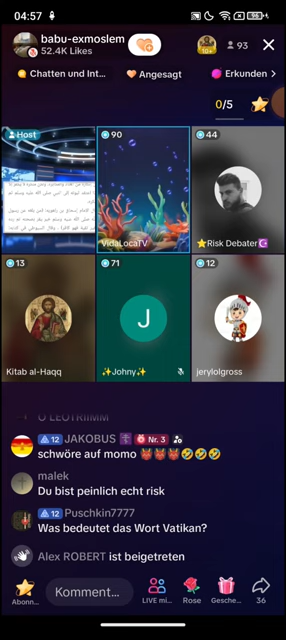 04:57
babu-exmoslem
52.4K Likes
10+
93
Chatten und Int...
Angesagt
Erkunden >
0/5
Host
90
VidaLocaTV
44
⭐Risk Debater☪
13
Kitab al-Haqq
71
J
✨Johny✨
12
jerylolgross
12 JAKOBUS ✝ Nr. 3
schwöre auf momo 👹👹👹🤣🤣🤣
malek
Du bist peinlich echt risk
12 Puschkin7777
Was bedeutet das Wort Vatikan?
Alex ROBERT ist beigetreten
Abonn...
Komment...
LIVE mi...
Rose
Gesche...
36